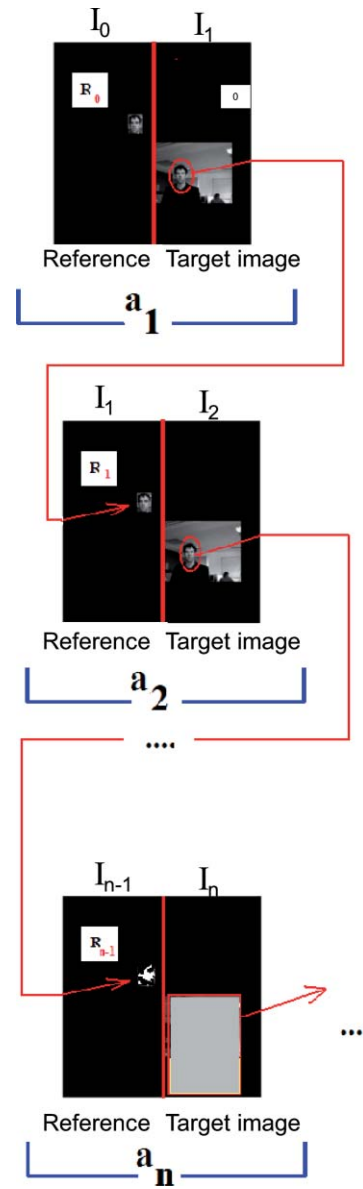 I₀ I₁
R₀
0
Reference Target image
a₁
I₁ I₂
R₁
Reference Target image
a₂
....
Iₙ₋₁ Iₙ
Rₙ₋₁
...
Reference Target image
aₙ